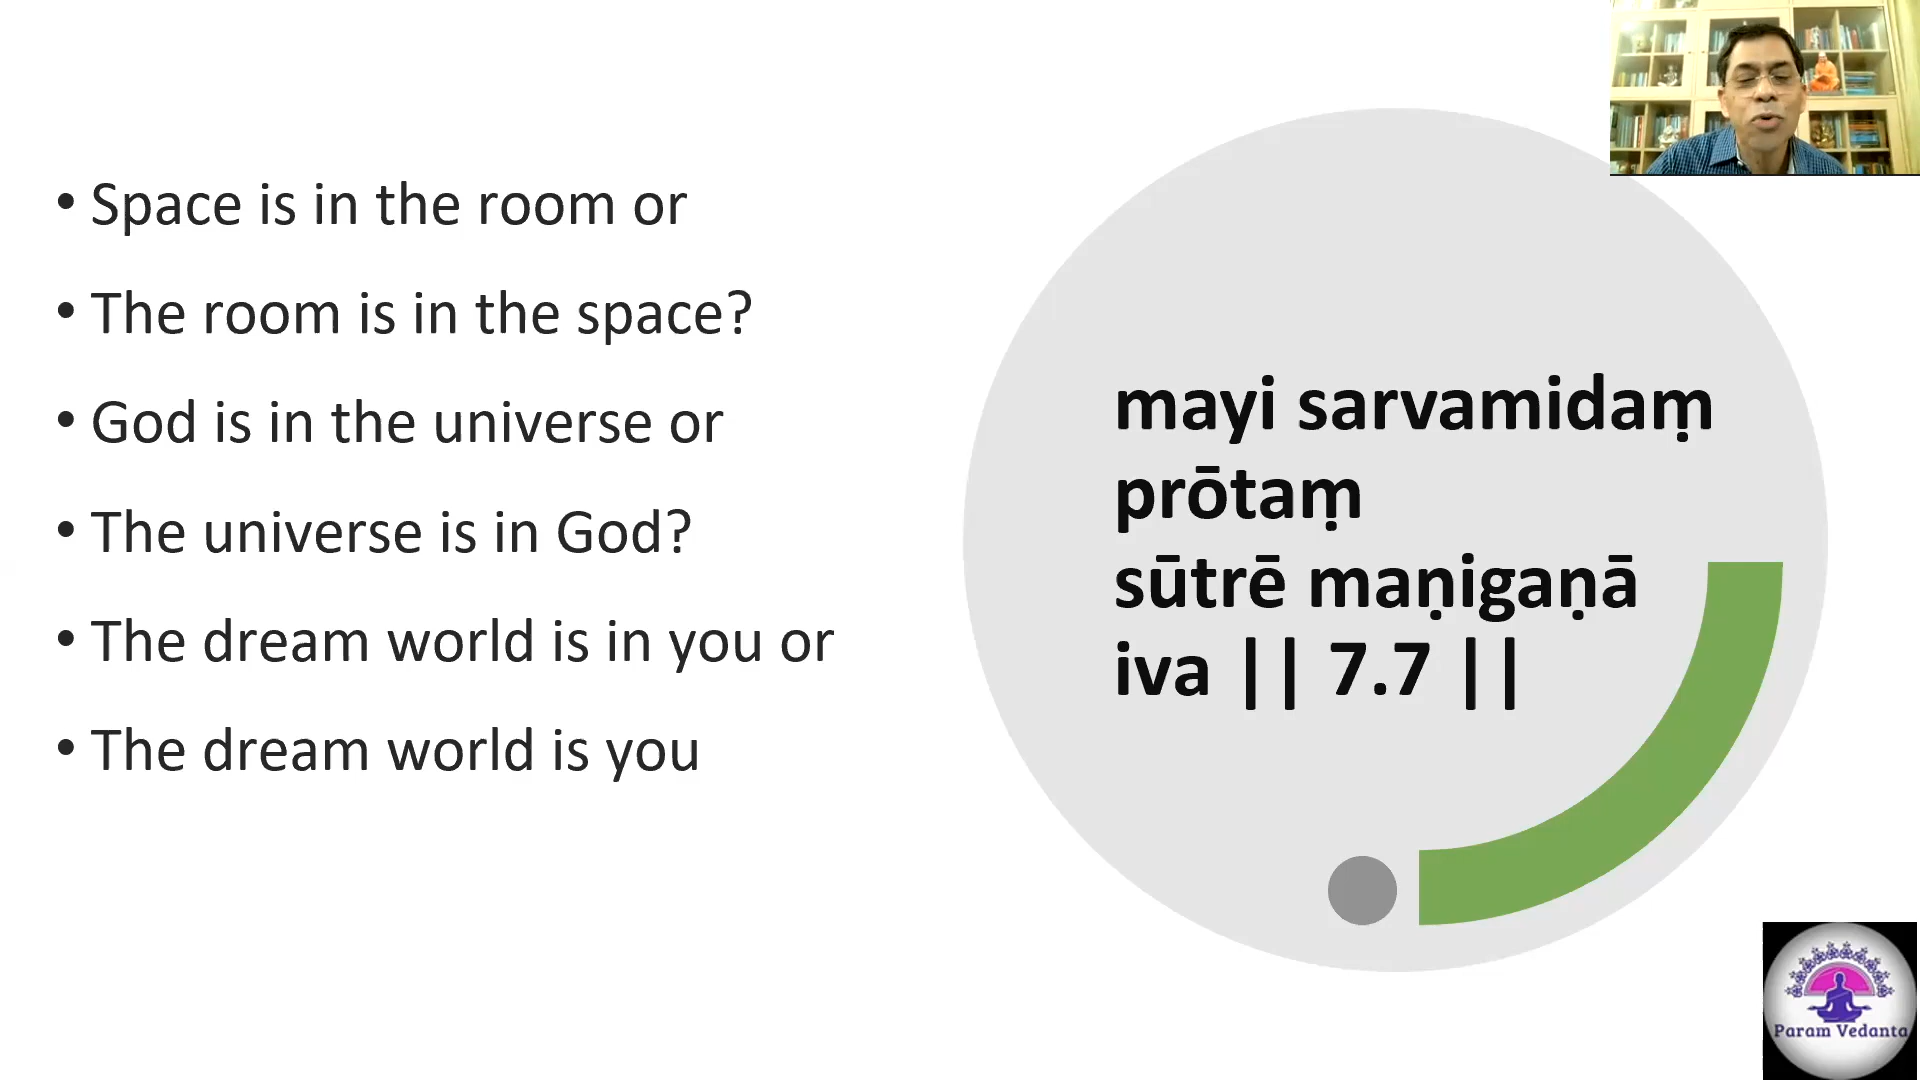 • Space is in the room or
• The room is in the space?
• God is in the universe or
• The universe is in God?
• The dream world is in you or
• The dream world is you
mayi sarvamidaṃ
prōtaṃ
sūtrē maṇigaṇā
iva || 7.7 ||
Param Vedanta